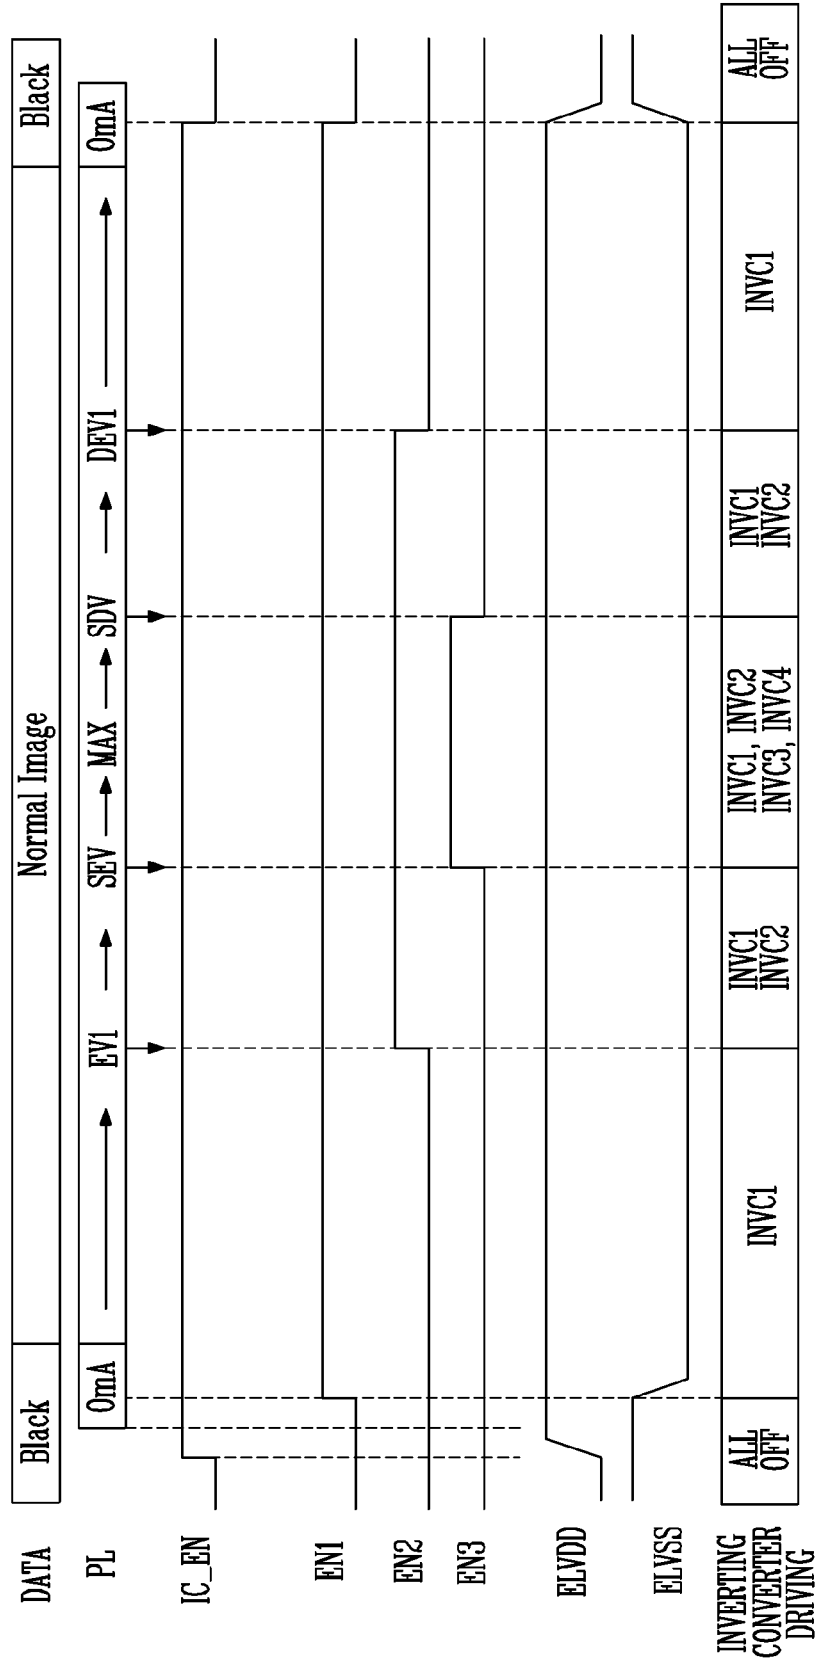 DATA
Black
Normal Image
Black
PL
0mA
EV1
SEV
MAX
SDV
DEV1
0mA
IC_EN
EN1
EN2
EN3
ELVDD
ELVSS
INVERTING
CONVERTER
DRIVING
ALL
OFF
INVC1
INVC1
INVC2
INVC1, INVC2
INVC3, INVC4
INVC1
INVC2
INVC1
ALL
OFF